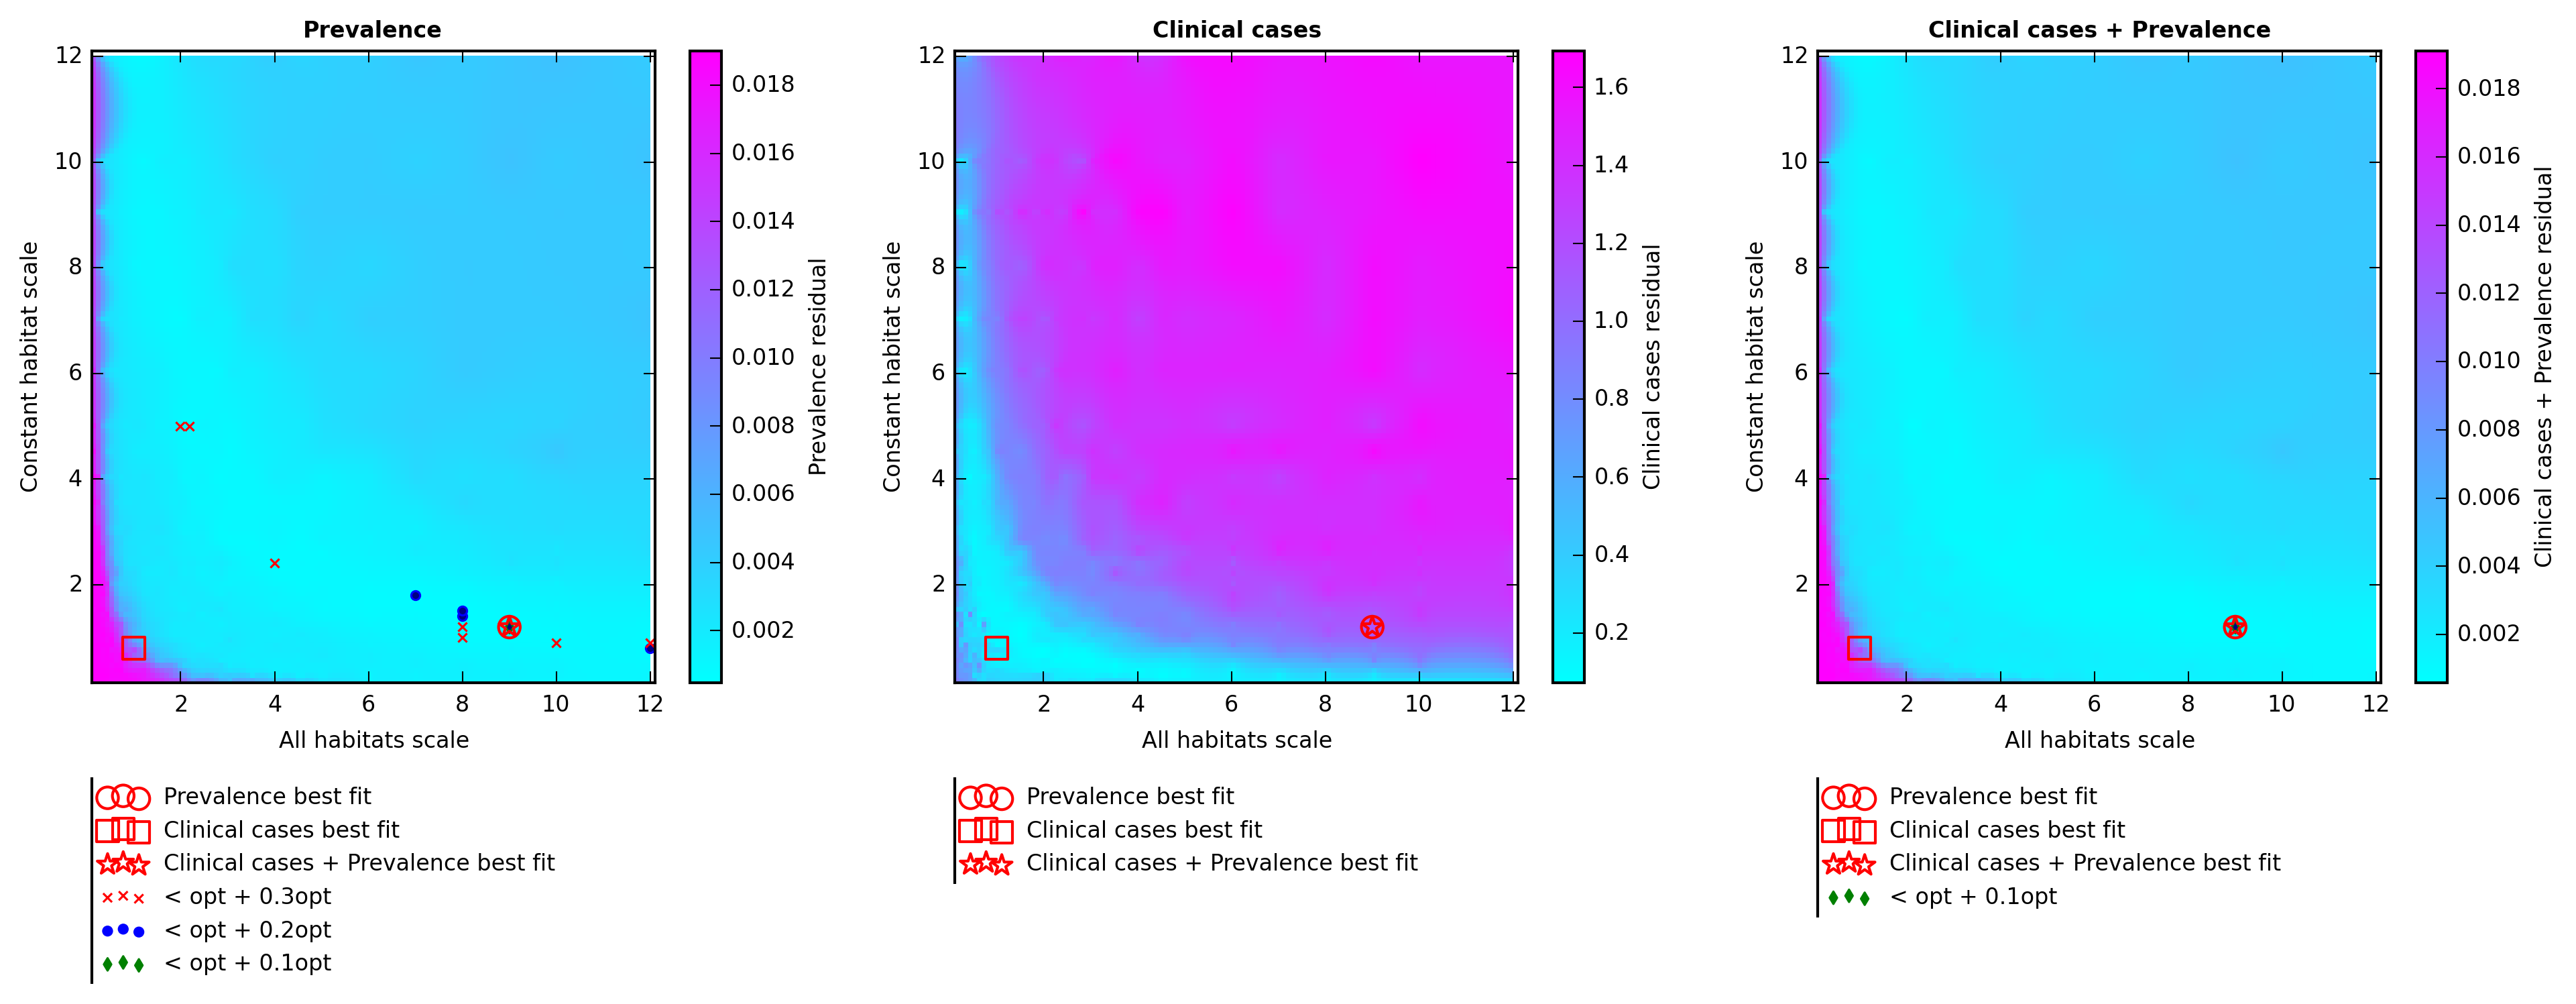 Prevalence
12
10
8
6
4
2
Constant habitat scale
2 4 6 8 10 12
All habitats scale
0.018
0.016
0.014
0.012
0.010
0.008
0.006
0.004
0.002
Prevalence residual
Prevalence best fit
Clinical cases best fit
Clinical cases + Prevalence best fit
< opt + 0.3opt
< opt + 0.2opt
< opt + 0.1opt
Clinical cases
12
10
8
6
4
2
Constant habitat scale
2 4 6 8 10 12
All habitats scale
1.6
1.4
1.2
1.0
0.8
0.6
0.4
0.2
Clinical cases residual
Prevalence best fit
Clinical cases best fit
Clinical cases + Prevalence best fit
Clinical cases + Prevalence
12
10
8
6
4
2
Constant habitat scale
2 4 6 8 10 12
All habitats scale
0.018
0.016
0.014
0.012
0.010
0.008
0.006
0.004
0.002
Clinical cases + Prevalence residual
Prevalence best fit
Clinical cases best fit
Clinical cases + Prevalence best fit
< opt + 0.1opt